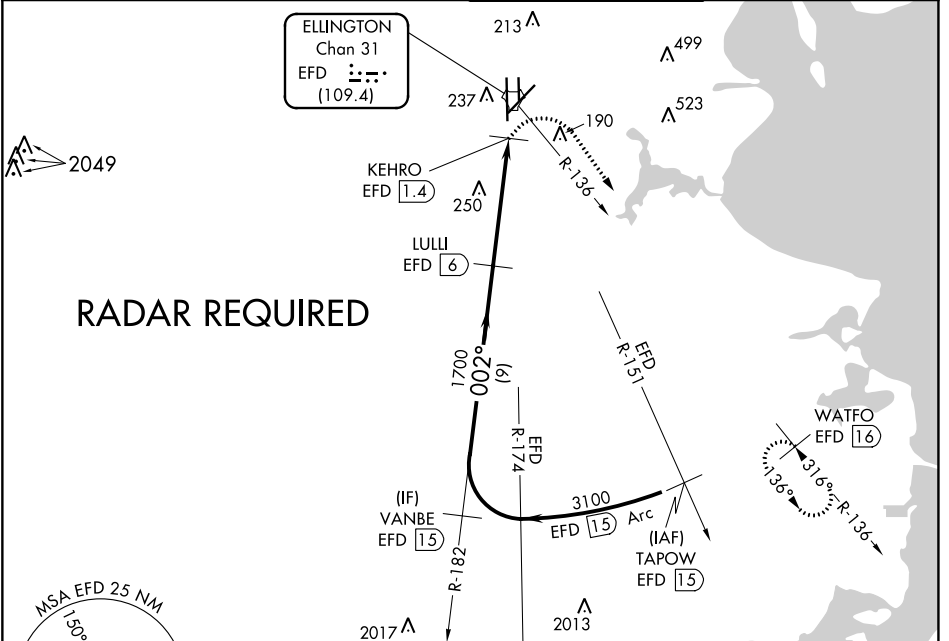 ELLINGTON
Chan 31
EFD
(109.4)
213
499
237
523
190
2049
KEHRO
EFD 1.4
R-136
250
LULLI
EFD 6
RADAR REQUIRED
1700
002°
(9)
EFD
R-151
EFD
R-174
WATFO
EFD 16
316°
136°
R-136
3100
EFD 15 Arc
(IF)
VANBE
EFD 15
(IAF)
TAPOW
EFD 15
R-182
MSA EFD 25 NM
150°
2017
2013